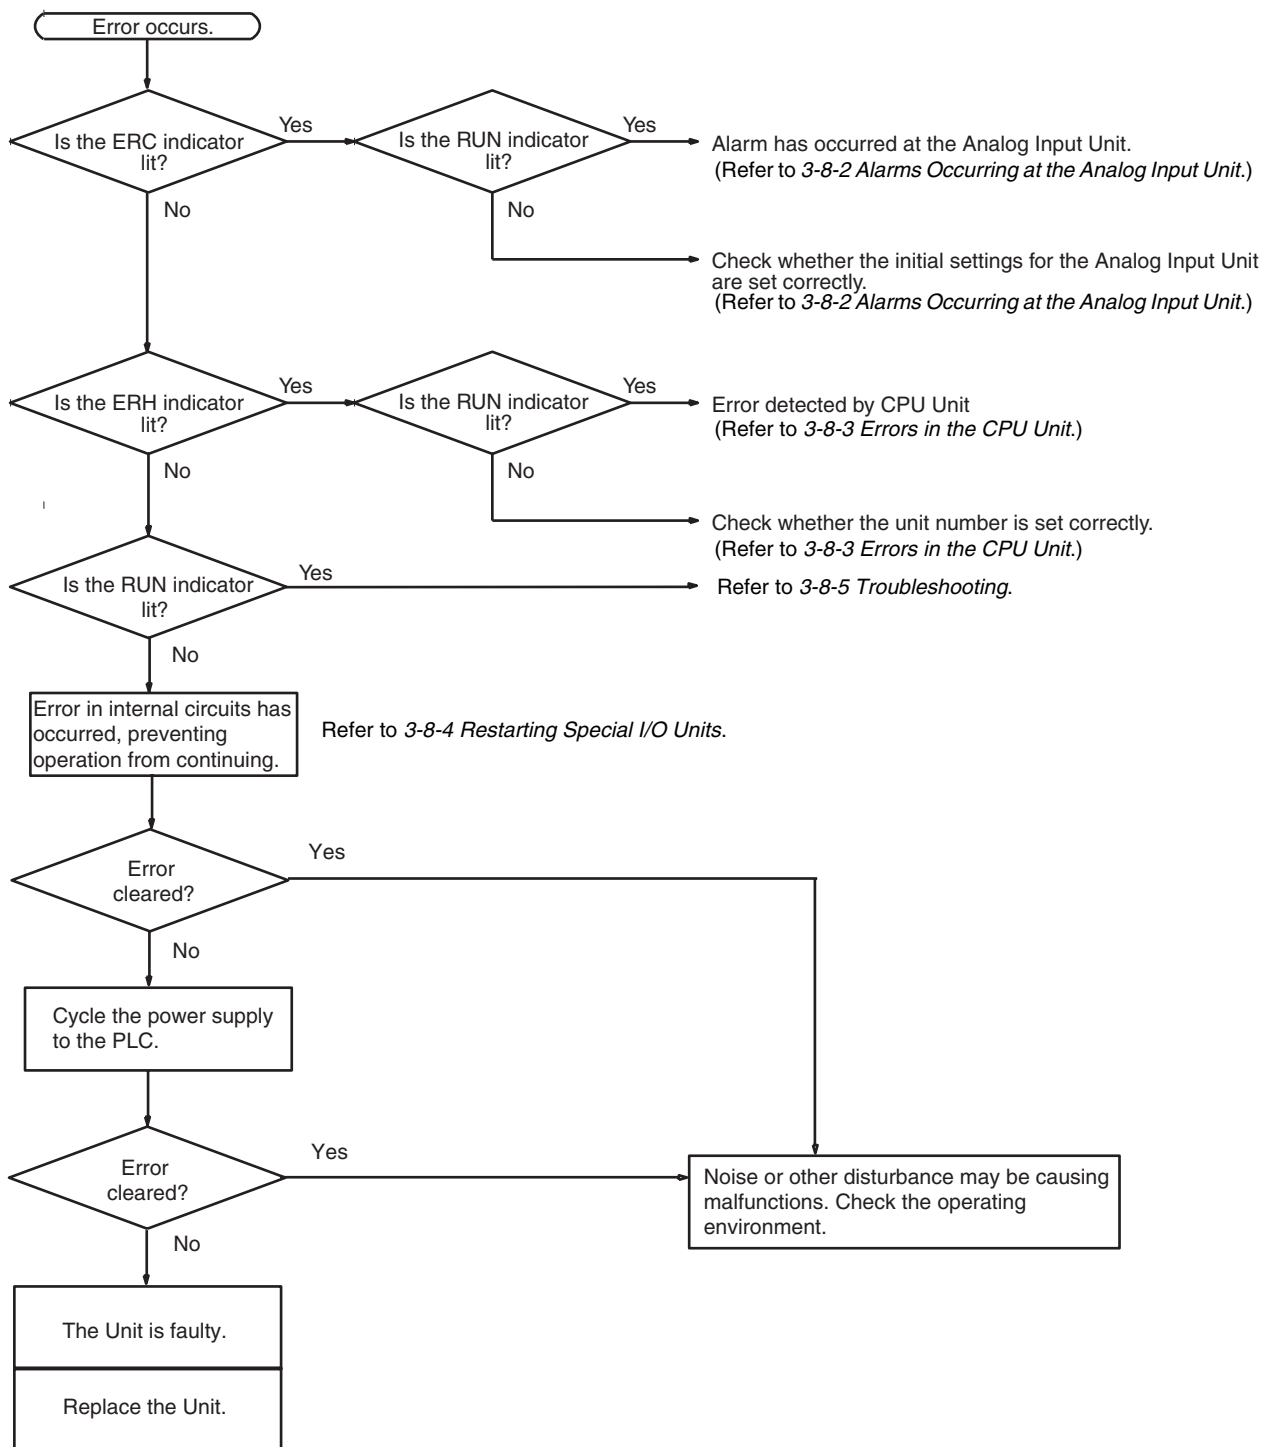 Error occurs.
Is the ERC indicator
lit?
Yes
Is the RUN indicator
lit?
Yes
Alarm has occurred at the Analog Input Unit.
(Refer to 3-8-2 Alarms Occurring at the Analog Input Unit.)
No
No
Check whether the initial settings for the Analog Input Unit
are set correctly.
(Refer to 3-8-2 Alarms Occurring at the Analog Input Unit.)
Is the ERH indicator
lit?
Yes
Is the RUN indicator
lit?
Yes
Error detected by CPU Unit
(Refer to 3-8-3 Errors in the CPU Unit.)
No
No
Check whether the unit number is set correctly.
(Refer to 3-8-3 Errors in the CPU Unit.)
Is the RUN indicator
lit?
Yes
Refer to 3-8-5 Troubleshooting.
No
Error in internal circuits has
occurred, preventing
operation from continuing.
Refer to 3-8-4 Restarting Special I/O Units.
Error
cleared?
Yes
No
Cycle the power supply
to the PLC.
Error
cleared?
Yes
Noise or other disturbance may be causing
malfunctions. Check the operating
environment.
No
The Unit is faulty.
Replace the Unit.